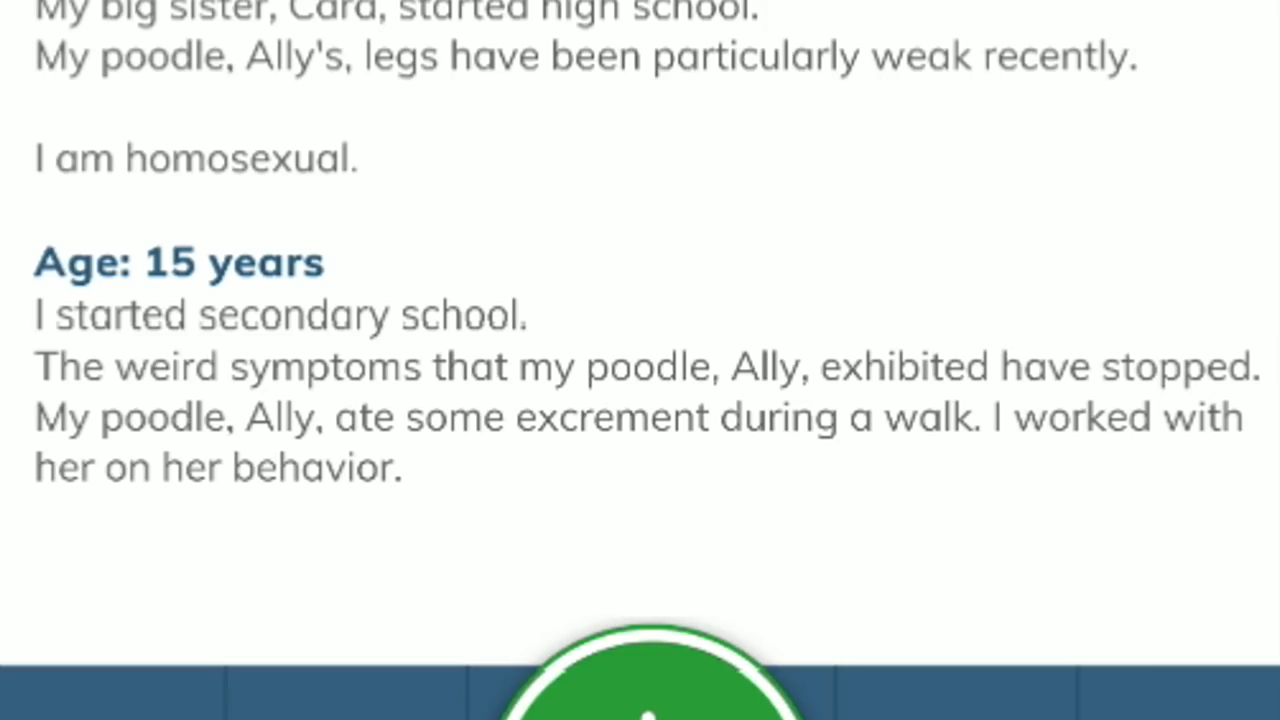 My big sister, Cara, started high school.
My poodle, Ally's, legs have been particularly weak recently.
I am homosexual.
Age: 15 years
I started secondary school.
The weird symptoms that my poodle, Ally, exhibited have stopped.
My poodle, Ally, ate some excrement during a walk. I worked with
her on her behavior.